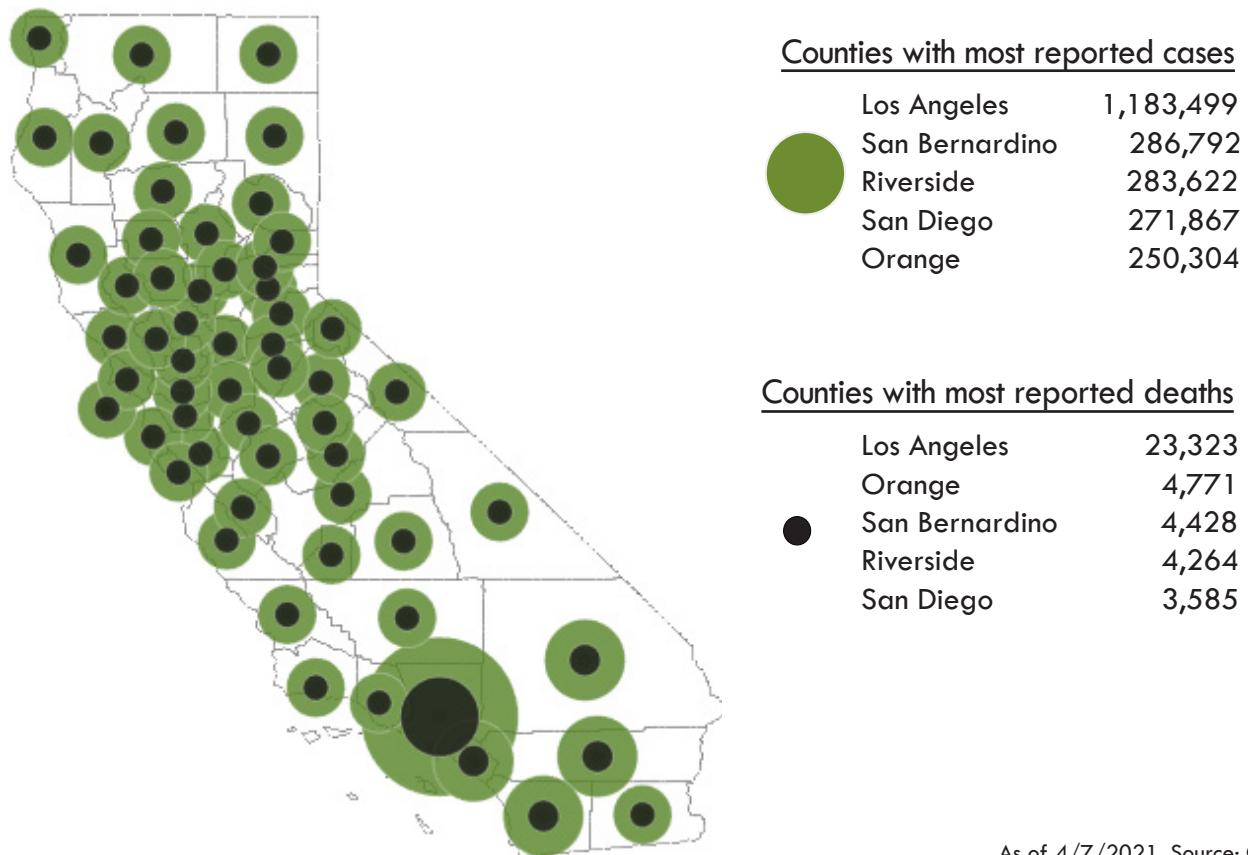 Counties with most reported cases
Los Angeles 1,183,499
San Bernardino 286,792
Riverside 283,622
San Diego 271,867
Orange 250,304
Counties with most reported deaths
Los Angeles 23,323
Orange 4,771
San Bernardino 4,428
Riverside 4,264
San Diego 3,585
As of 4/7/2021 Source: